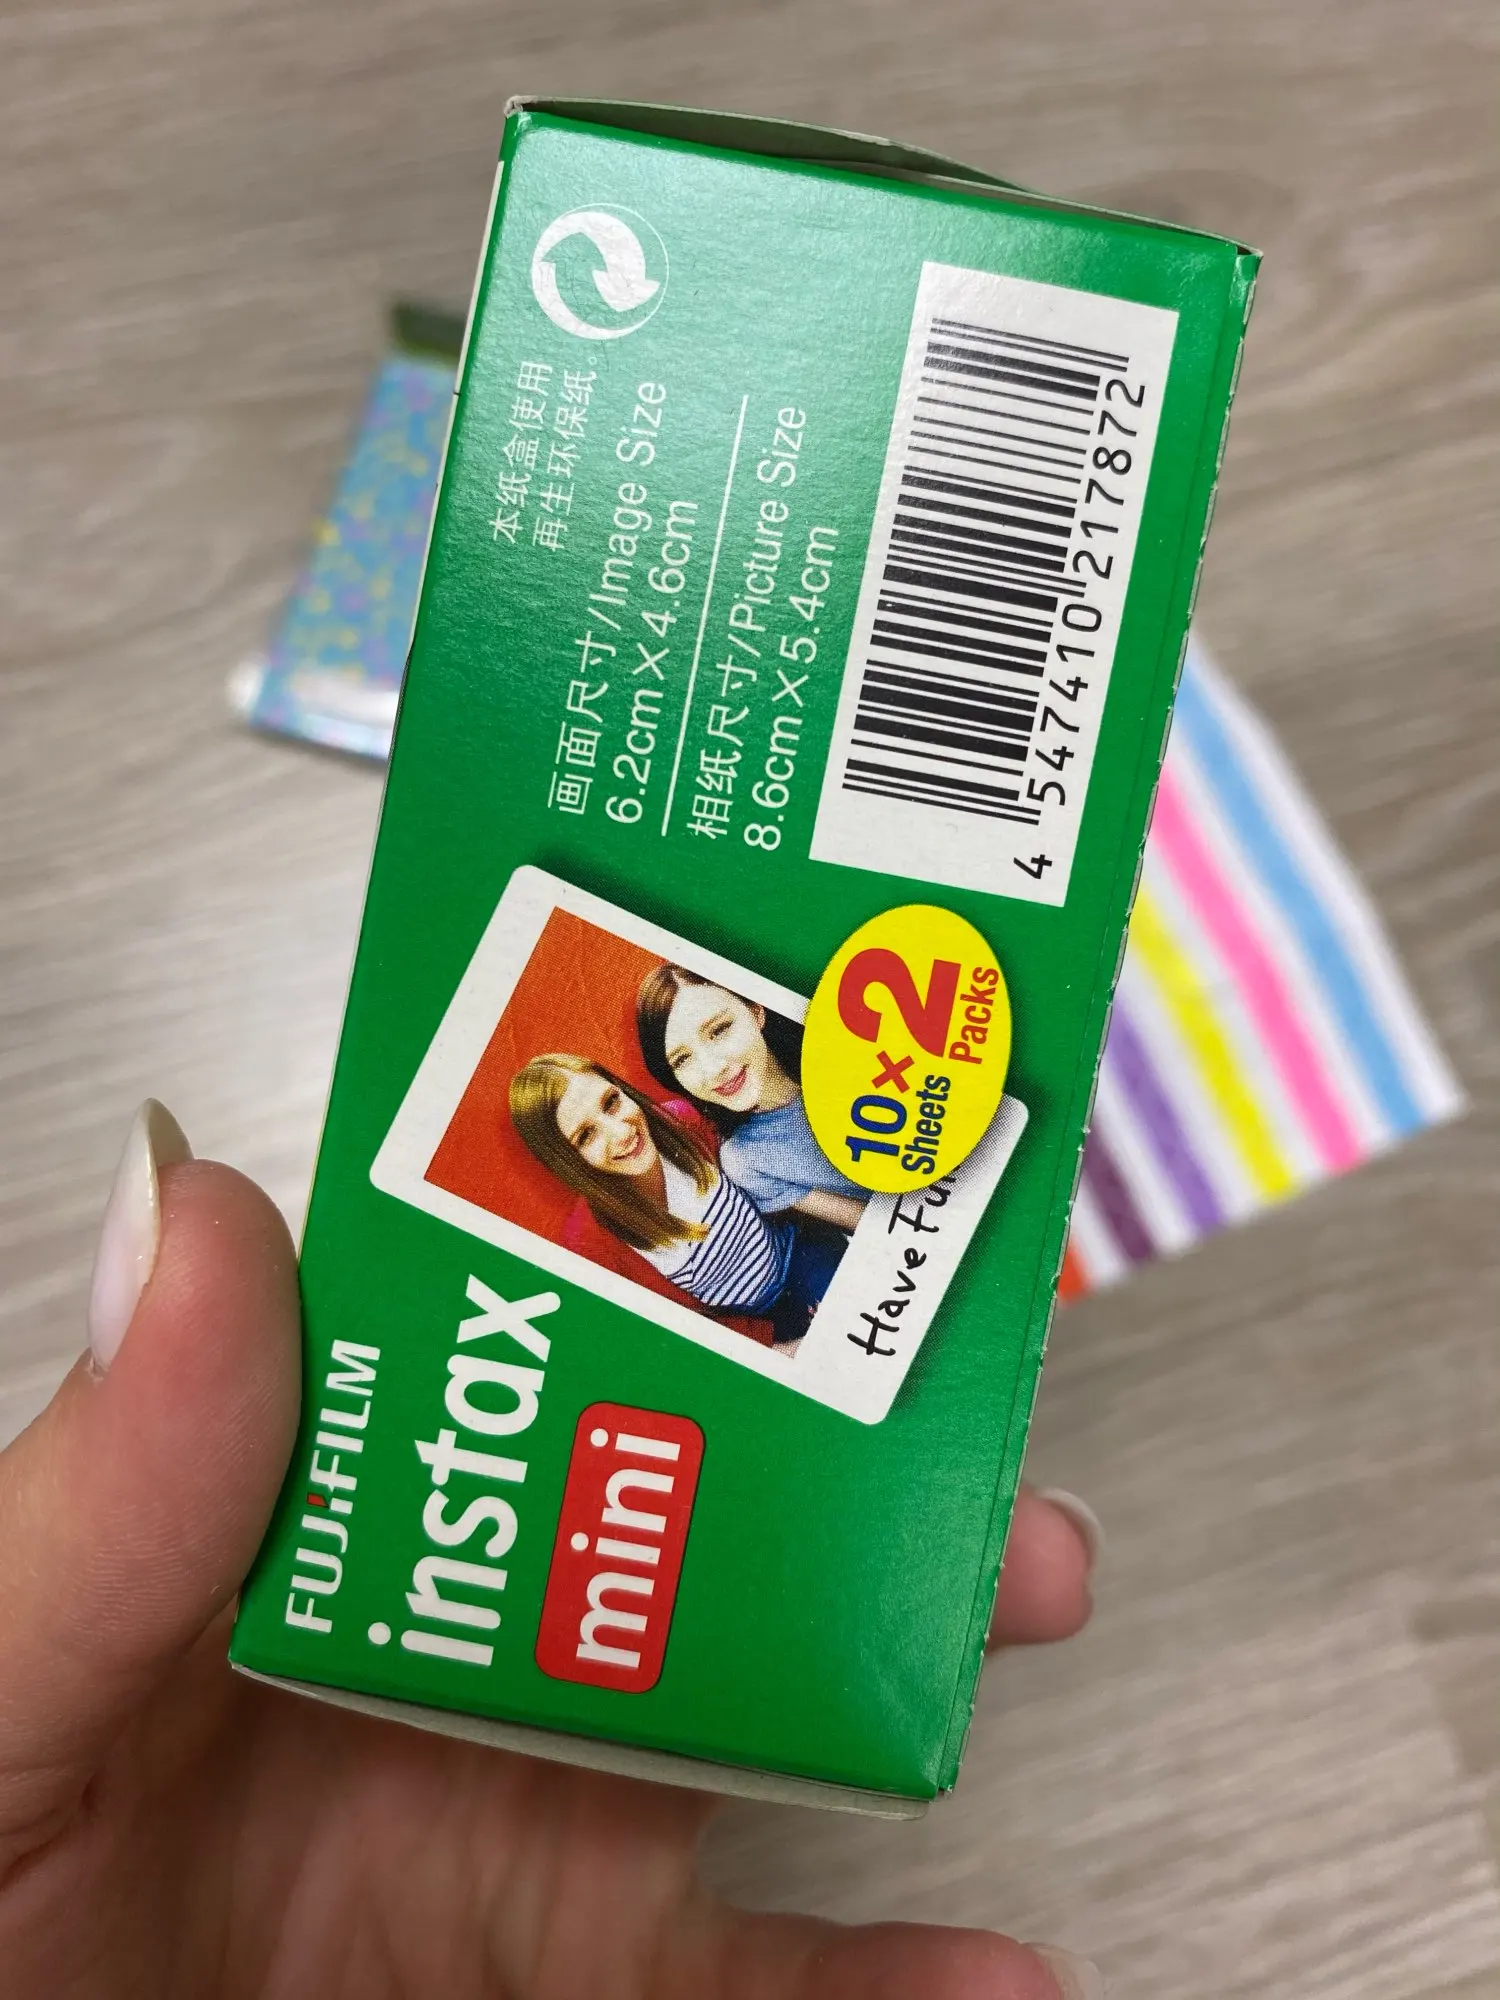 本纸盒使用
再生环保纸。
画面尺寸/Image Size
6.2cm×4.6cm
相纸尺寸/Picture Size
8.6cm×5.4cm
4 547410 217872
10×2
Sheets Packs
Have
FUJIFILM
instax
mini